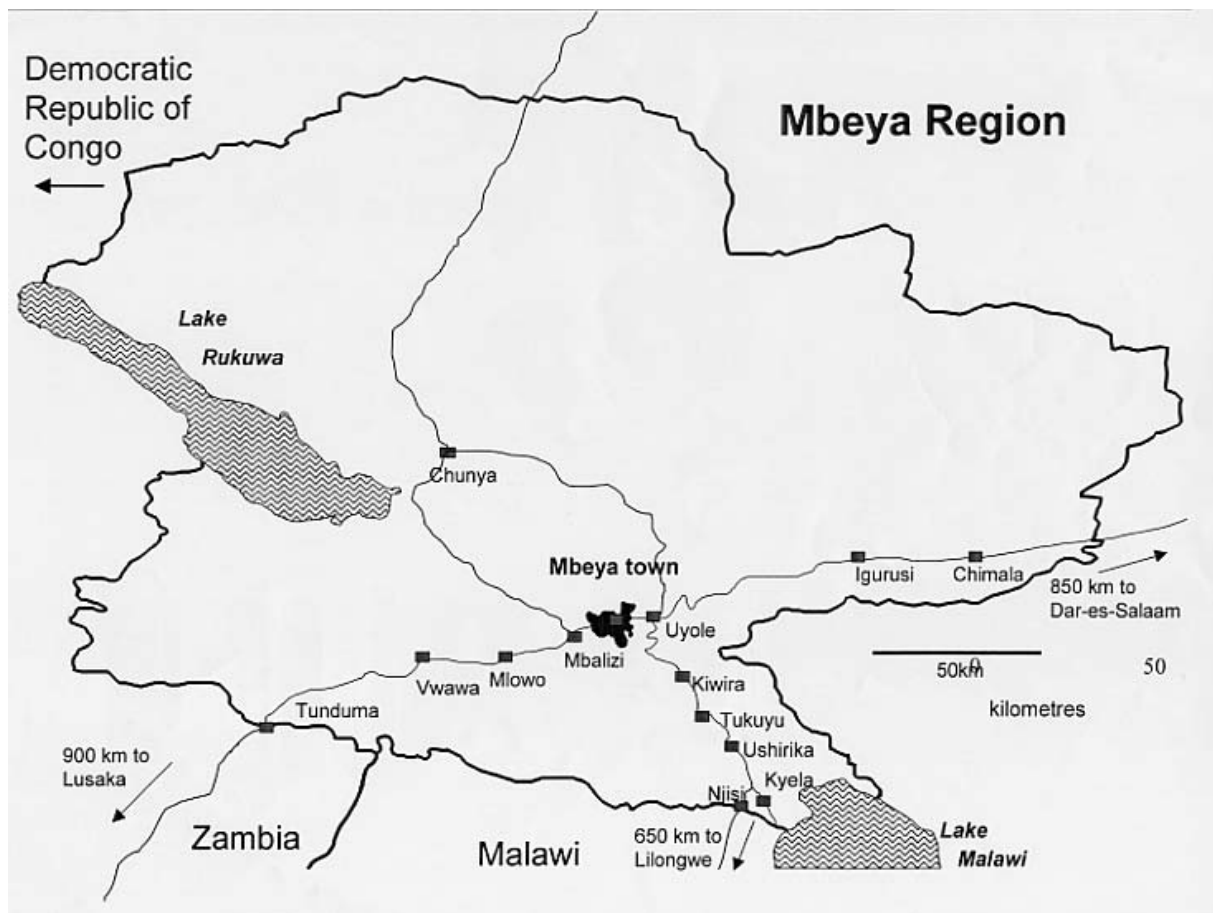 Democratic
Republic of
Congo
Mbeya Region
Lake
Rukuwa
Chunya
Mbeya town
Igurusi
Chimala
850 km to
Dar-es-Salaam
Uyole
Mbalizi
Vwawa
Mlowo
Kiwira
50km
0
50
kilometres
Tunduma
Tukuyu
Ushirika
900 km to
Lusaka
Kyela
Njisi
Zambia
Malawi
650 km to
Lilongwe
Lake
Malawi